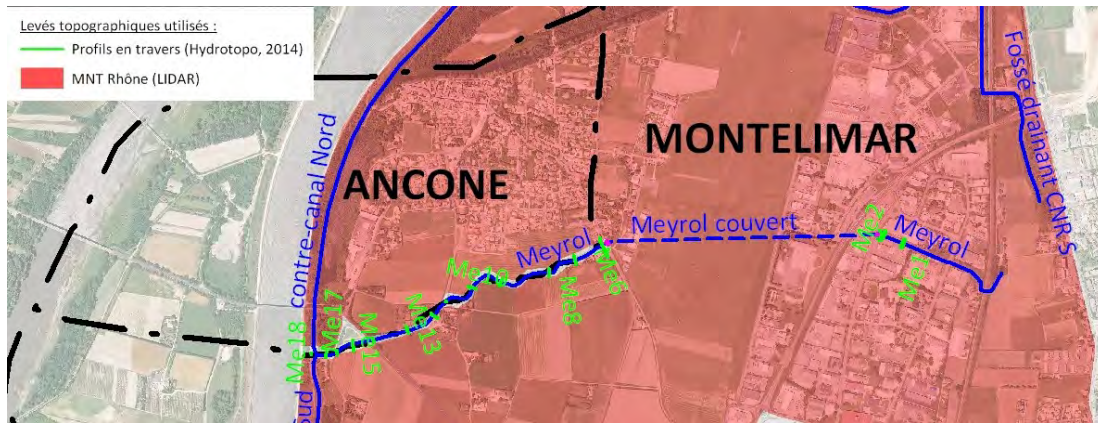 Levés topographiques utilisés :
Profils en travers (Hydrotopo, 2014)
MNT Rhône (LIDAR)
MONTELIMAR
ANCONE
Fossé drainant CNR S
contre-canal Nord
Sud
Meyrol
Meyrol couvert
Meyrol
Me2
Me1
Me6
Me8
Me10
Me13
Me15
Me17
Me18